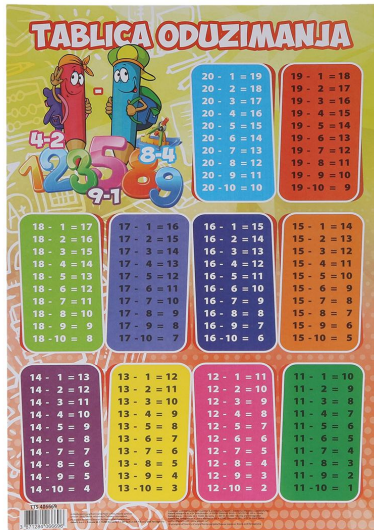 TABLICA ODUZIMANJA
-
4-2
8-4
123589
9-1
20 - 1 = 19
20 - 2 = 18
20 - 3 = 17
20 - 4 = 16
20 - 5 = 15
20 - 6 = 14
20 - 7 = 13
20 - 8 = 12
20 - 9 = 11
20 - 10 = 10
19 - 1 = 18
19 - 2 = 17
19 - 3 = 16
19 - 4 = 15
19 - 5 = 14
19 - 6 = 13
19 - 7 = 12
19 - 8 = 11
19 - 9 = 10
19 - 10 = 9
18 - 1 = 17
18 - 2 = 16
18 - 3 = 15
18 - 4 = 14
18 - 5 = 13
18 - 6 = 12
18 - 7 = 11
18 - 8 = 10
18 - 9 = 9
18 - 10 = 8
17 - 1 = 16
17 - 2 = 15
17 - 3 = 14
17 - 4 = 13
17 - 5 = 12
17 - 6 = 11
17 - 7 = 10
17 - 8 = 9
17 - 9 = 8
17 - 10 = 7
16 - 1 = 15
16 - 2 = 14
16 - 3 = 13
16 - 4 = 12
16 - 5 = 11
16 - 6 = 10
16 - 7 = 9
16 - 8 = 8
16 - 9 = 7
16 - 10 = 6
15 - 1 = 14
15 - 2 = 13
15 - 3 = 12
15 - 4 = 11
15 - 5 = 10
15 - 6 = 9
15 - 7 = 8
15 - 8 = 7
15 - 9 = 6
15 - 10 = 5
14 - 1 = 13
14 - 2 = 12
14 - 3 = 11
14 - 4 = 10
14 - 5 = 9
14 - 6 = 8
14 - 7 = 7
14 - 8 = 6
14 - 9 = 5
14 - 10 = 4
13 - 1 = 12
13 - 2 = 11
13 - 3 = 10
13 - 4 = 9
13 - 5 = 8
13 - 6 = 7
13 - 7 = 6
13 - 8 = 5
13 - 9 = 4
13 - 10 = 3
12 - 1 = 11
12 - 2 = 10
12 - 3 = 9
12 - 4 = 8
12 - 5 = 7
12 - 6 = 6
12 - 7 = 5
12 - 8 = 4
12 - 9 = 3
12 - 10 = 2
11 - 1 = 10
11 - 2 = 9
11 - 3 = 8
11 - 4 = 7
11 - 5 = 6
11 - 6 = 5
11 - 7 = 4
11 - 8 = 3
11 - 9 = 2
11 - 10 = 1